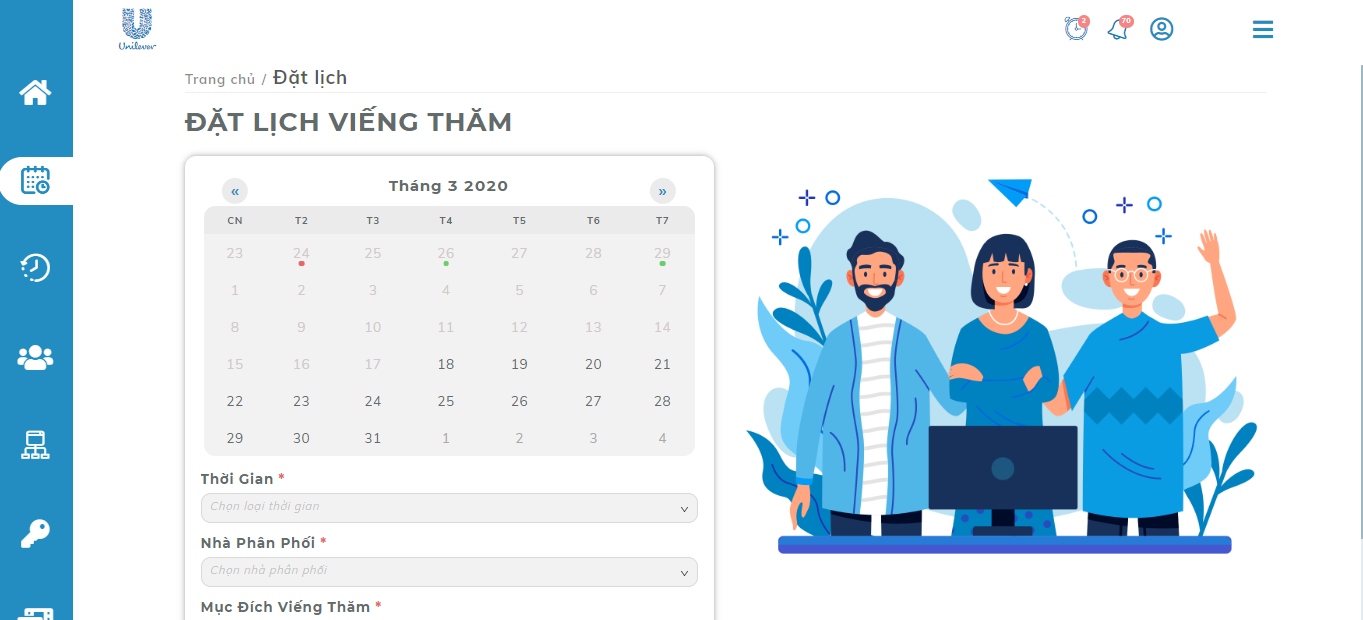 Unilever
2
70
Trang chủ / Đặt lịch
ĐẶT LỊCH VIẾNG THĂM
« Tháng 3 2020 »
CN T2 T3 T4 T5 T6 T7
23 24 25 26 27 28 29
1 2 3 4 5 6 7
8 9 10 11 12 13 14
15 16 17 18 19 20 21
22 23 24 25 26 27 28
29 30 31 1 2 3 4
Thời Gian *
Chọn loại thời gian
Nhà Phân Phối *
Chọn nhà phân phối
Mục Đích Viếng Thăm *